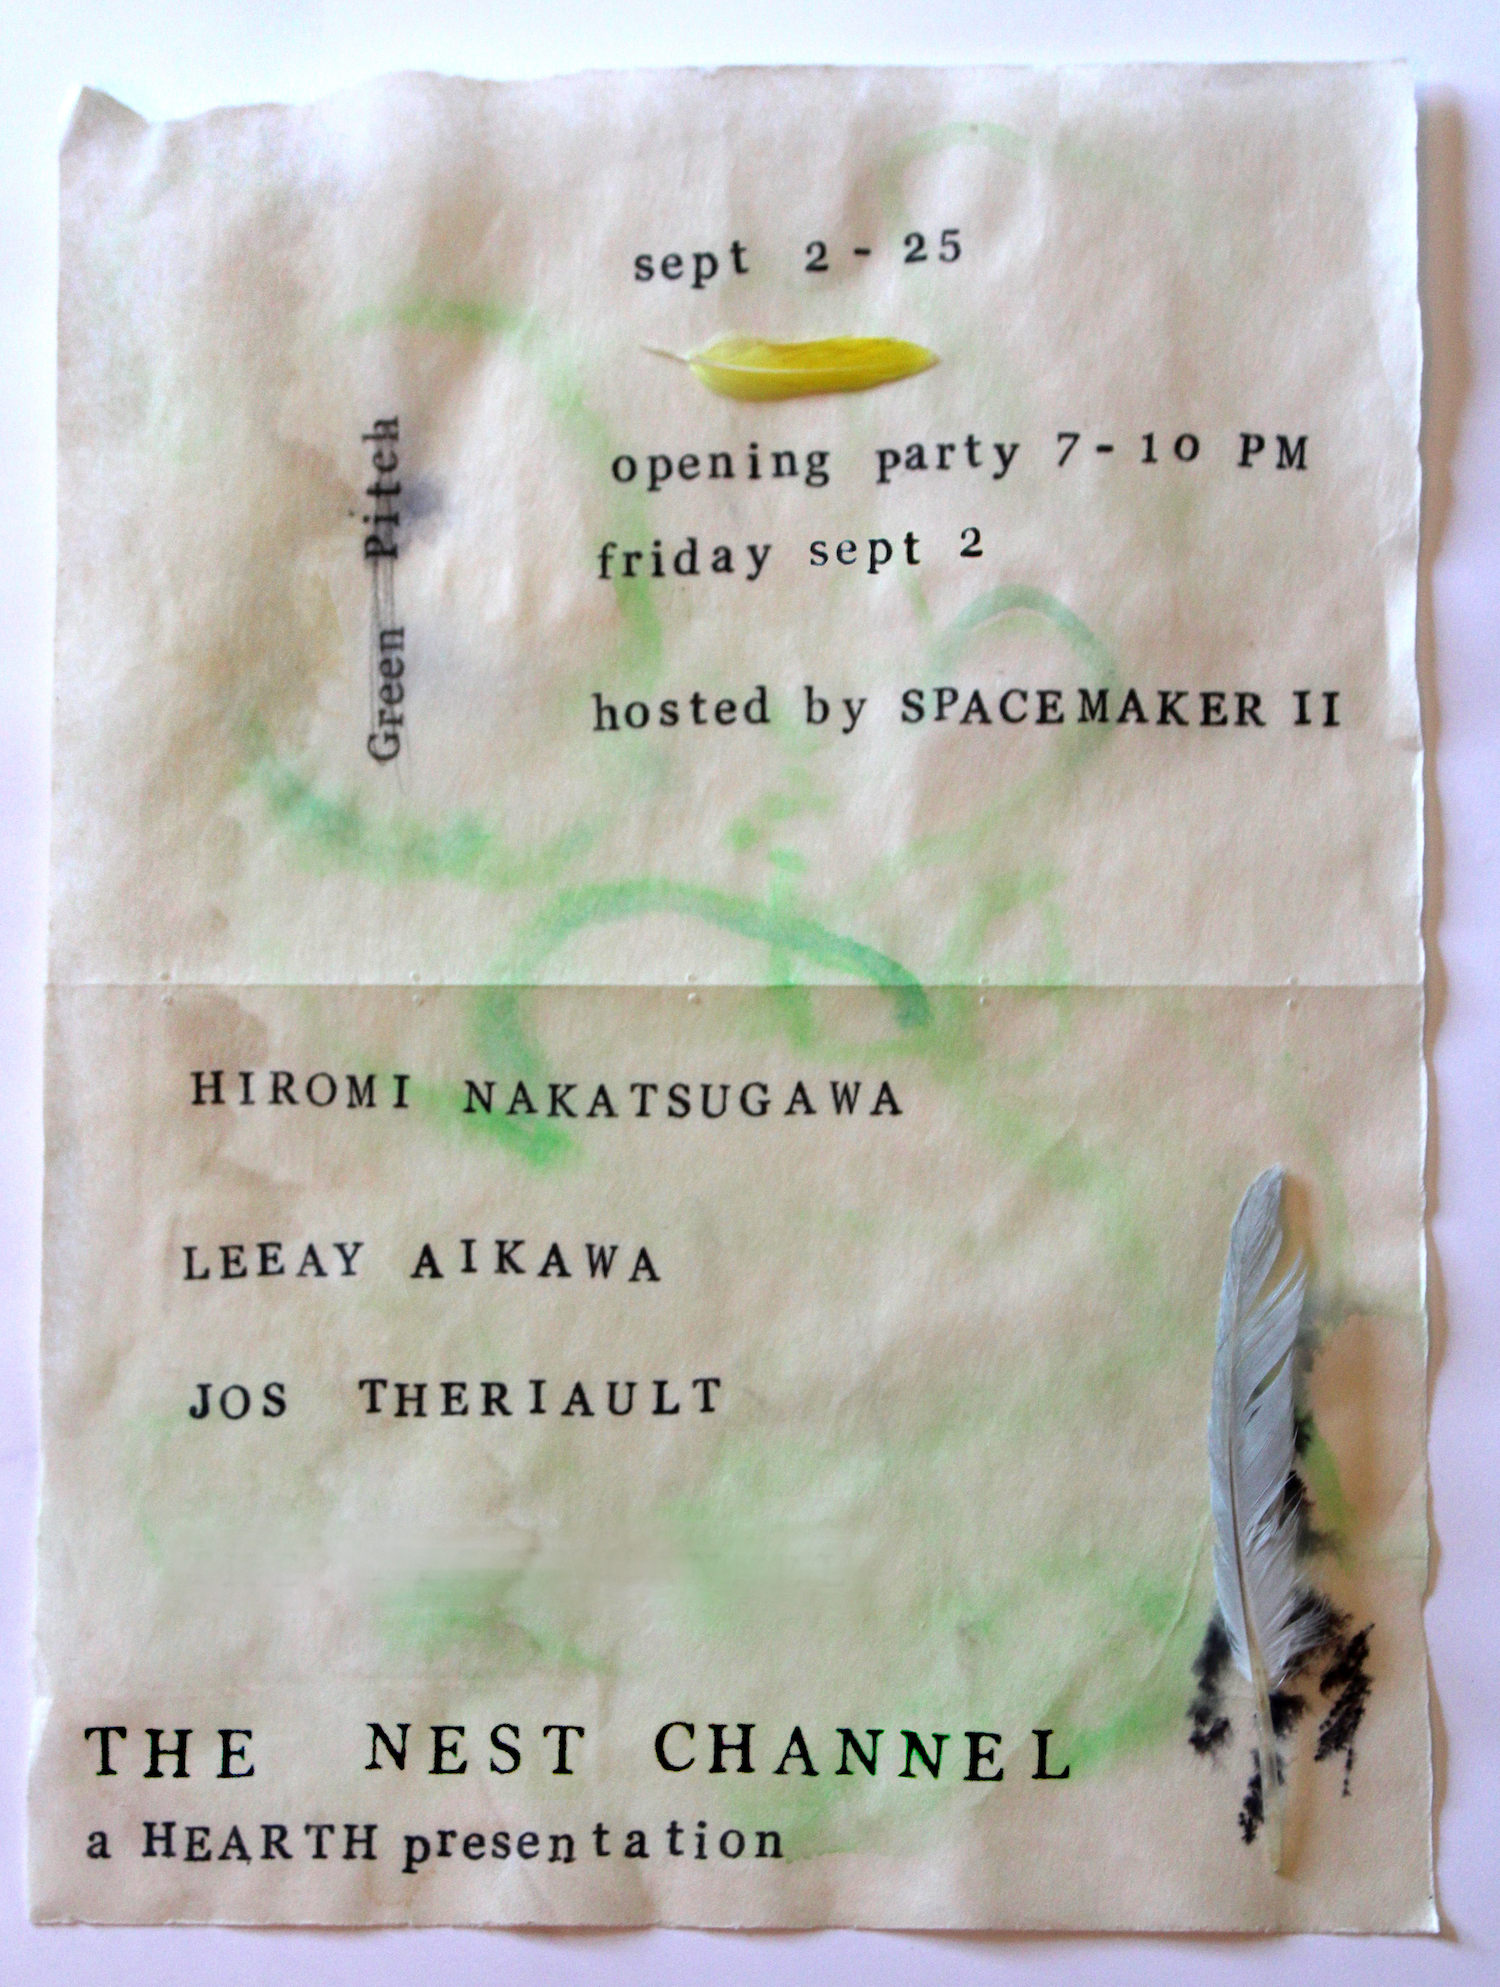 sept 2 - 25
opening party 7 - 10 PM
friday sept 2
Green Pitch
hosted by SPACEMAKER II
HIROMI NAKATSUGAWA
LEEAY AIKAWA
JOS THERIAULT
THE NEST CHANNEL
a HEARTH presentation